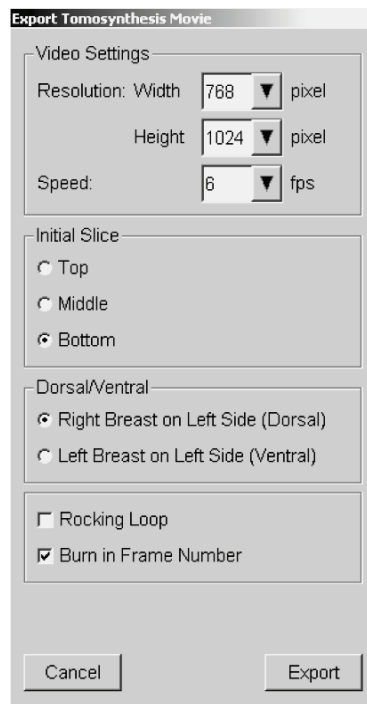 Export Tomosynthesis Movie
Video Settings
Resolution: Width 768 pixel
Height 1024 pixel
Speed: 6 fps
Initial Slice
Top
Middle
Bottom
Dorsal/Ventral
Right Breast on Left Side (Dorsal)
Left Breast on Left Side (Ventral)
Rocking Loop
Burn in Frame Number
Cancel Export